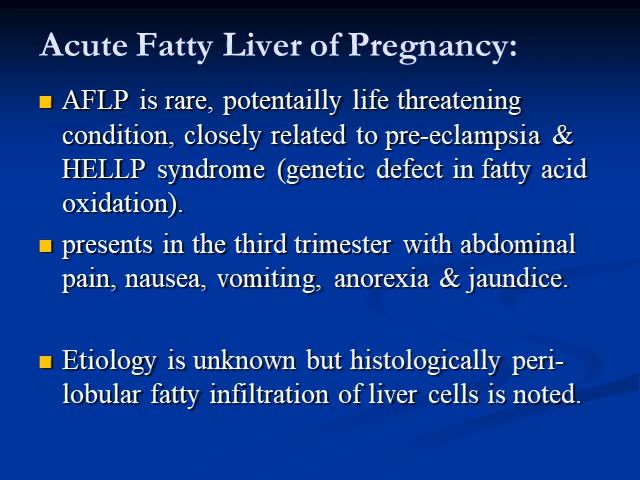 Acute Fatty Liver of Pregnancy:
AFLP is rare, potentailly life threatening
condition, closely related to pre-eclampsia &
HELLP syndrome (genetic defect in fatty acid
oxidation).
presents in the third trimester with abdominal
pain, nausea, vomiting, anorexia & jaundice.
Etiology is unknown but histologically peri-
lobular fatty infiltration of liver cells is noted.